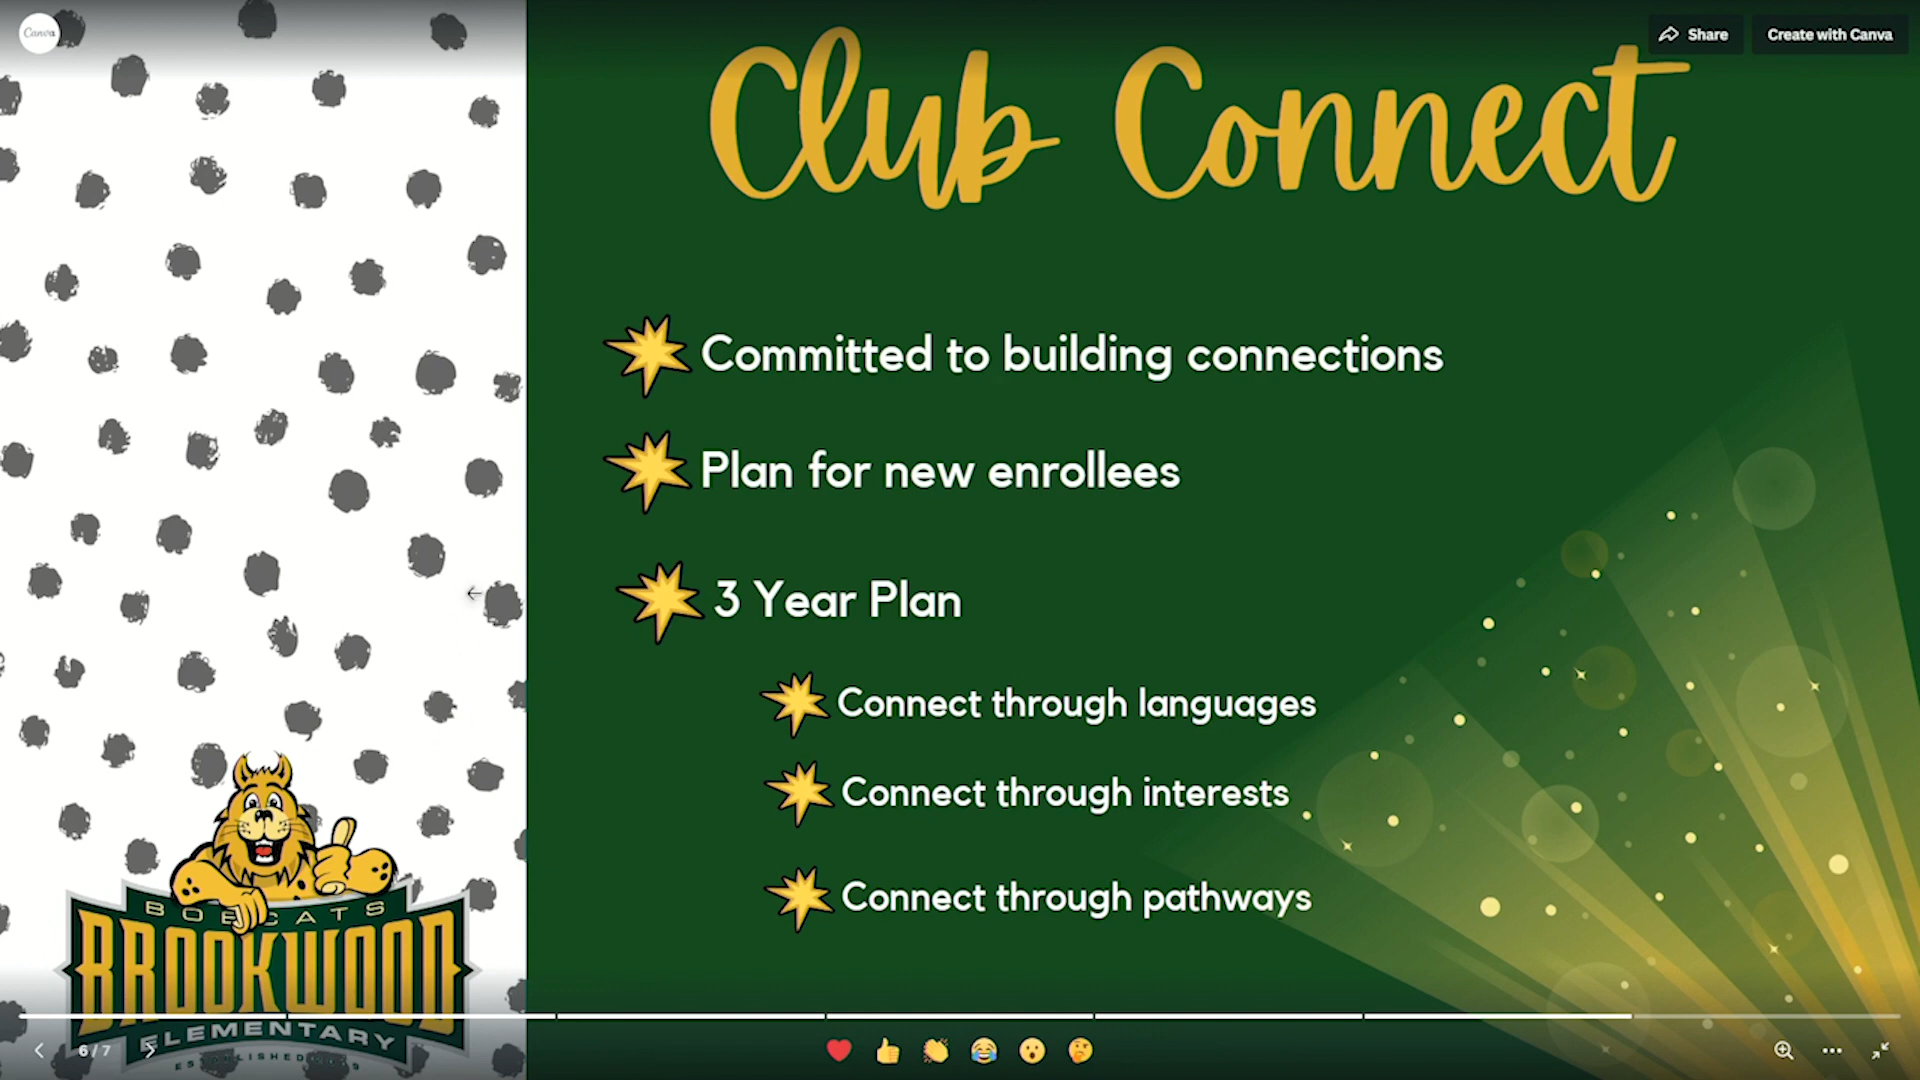 Canva
Share
Create with Canva
Club Connect
Committed to building connections
Plan for new enrollees
3 Year Plan
Connect through languages
Connect through interests
Connect through pathways
BOBCATS
BROOKWOOD
ELEMENTARY
6/7